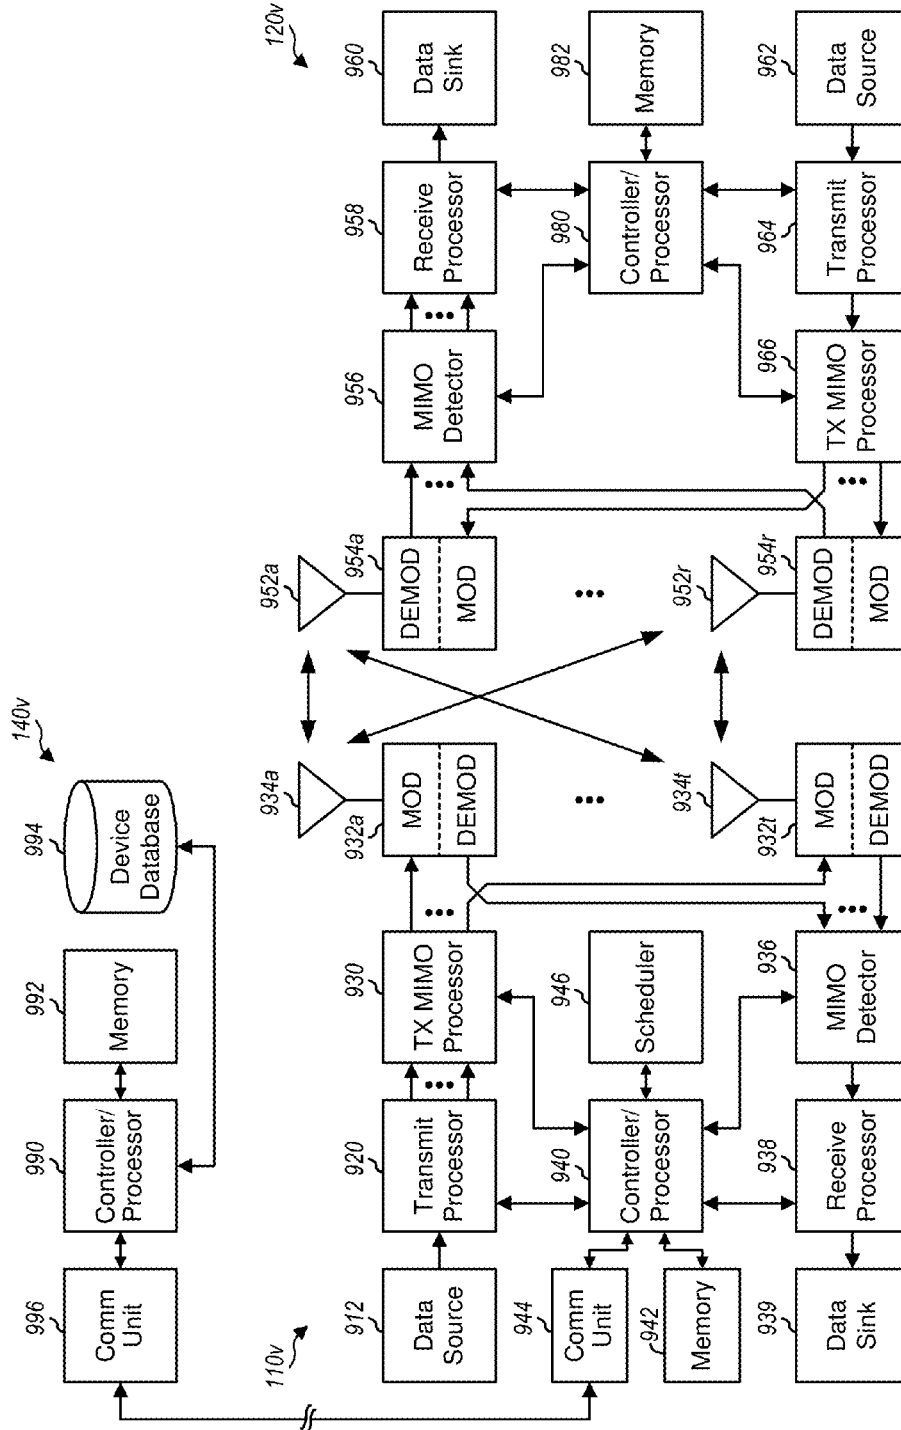 140v
996
Comm
Unit
990
Controller/
Processor
992
Memory
994
Device
Database
110v
120v
912
Data
Source
920
Transmit
Processor
930
TX MIMO
Processor
934a
932a
MOD
DEMOD
952a
954a
DEMOD
MOD
956
MIMO
Detector
958
Receive
Processor
960
Data
Sink
944
Comm
Unit
942
Memory
940
Controller/
Processor
946
Scheduler
980
Controller/
Processor
982
Memory
939
Data
Sink
938
Receive
Processor
936
MIMO
Detector
934t
932t
MOD
DEMOD
952r
954r
DEMOD
MOD
966
TX MIMO
Processor
964
Transmit
Processor
962
Data
Source